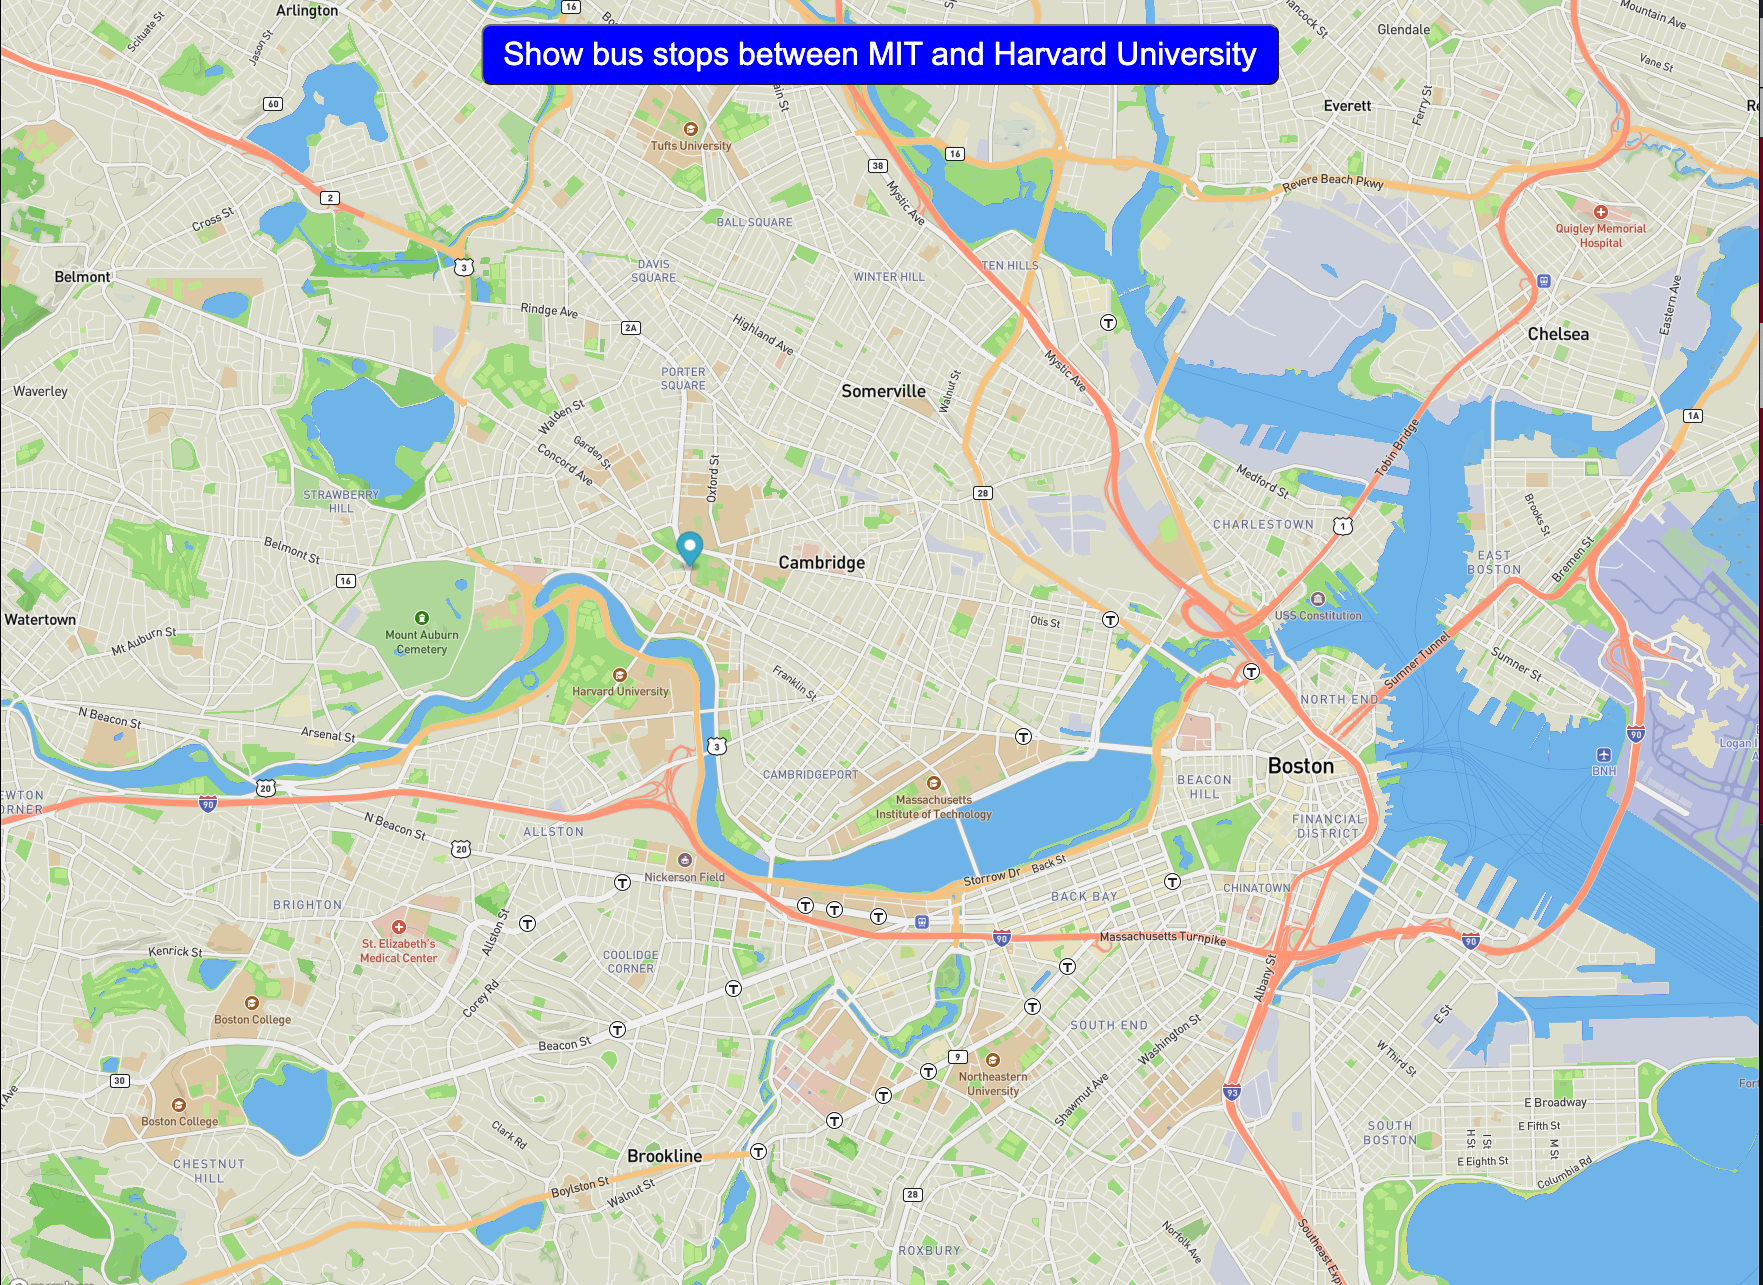 Arlington
16
Show bus stops between MIT and Harvard University
Glendale
Mountain Ave
Scituate St
Jason St
Vane St
60
Everett
Ferry St
Tufts University
38
16
Mystic Ave
Revere Beach Pkwy
2
Cross St
BALL SQUARE
Quigley Memorial
Hospital
Belmont
3
DAVIS
SQUARE
WINTER HILL
TEN HILLS
Eastern Ave
Rindge Ave
2A
Highland Ave
T
Chelsea
Waverley
PORTER
SQUARE
Somerville
Walnut St
Mystic Ave
1A
Walden St
Garden St
Concord Ave
Oxford St
Tobin Bridge
STRAWBERRY
HILL
28
Medford St
CHARLESTOWN
1
Brooks St
Belmont St
16
Cambridge
EAST
BOSTON
Bremen St
Watertown
Mt Auburn St
Mount Auburn
Cemetery
Otis St
T
USS Constitution
Sumner Tunnel
Sumner St
Harvard University
Franklin St
T
NORTH END
N Beacon St
Arsenal St
3
T
90
BNH
CAMBRIDGEPORT
Massachusetts
Institute of Technology
BEACON
HILL
Boston
20
90
N Beacon St
ALLSTON
FINANCIAL
DISTRICT
20
Nickerson Field
T
Storrow Dr
Back St
T
CHINATOWN
BACK BAY
BRIGHTON
T
T
T
T
St. Elizabeth's
Medical Center
Allston St
90
Massachusetts Turnpike
90
Kenrick St
COOLIDGE
CORNER
T
T
Albany St
Boston College
Corey Rd
T
T
SOUTH END
Washington St
E St
W Third St
Beacon St
9
Northeastern
University
T
Shawmut Ave
30
T
93
Boston College
T
E Broadway
E Fifth St
SOUTH
BOSTON
H St
I St
M St
Clark Rd
Brookline
T
E Eighth St
Columbia Rd
CHESTNUT
HILL
Boylston St
Walnut St
28
ROXBURY
Norfolk Ave